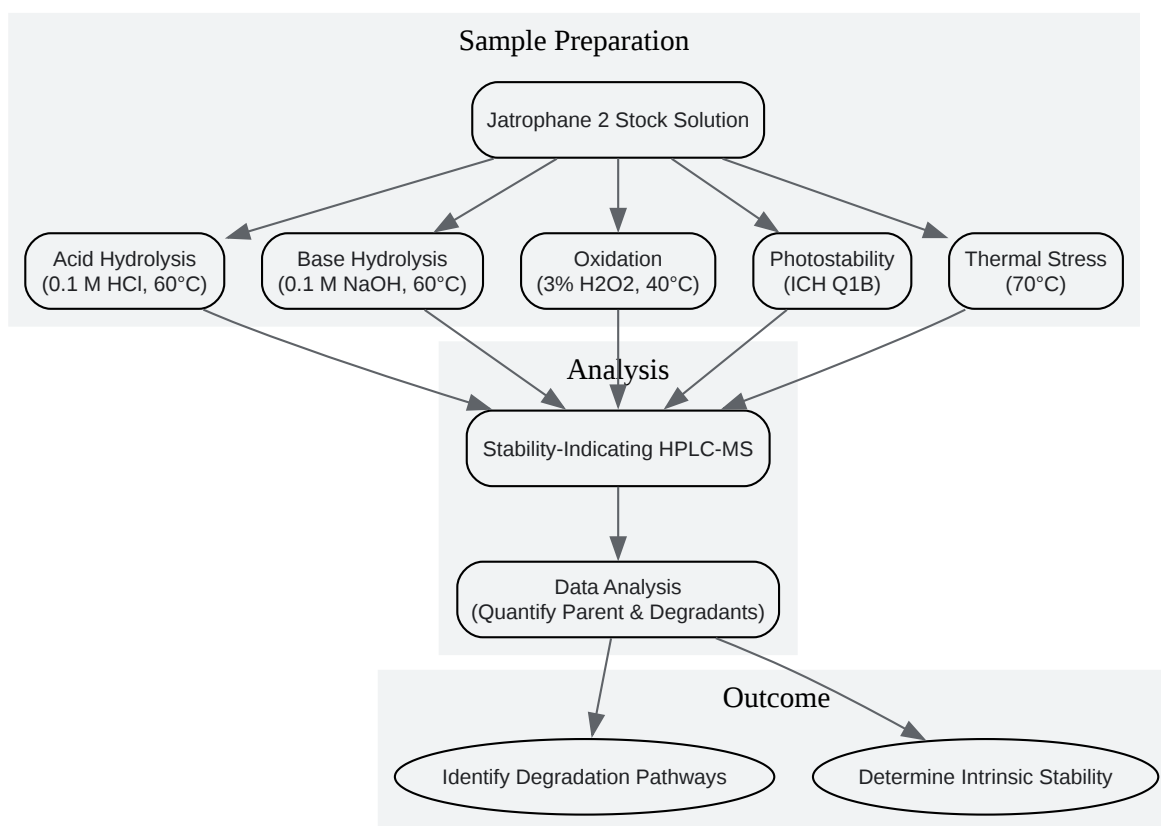 Sample Preparation
Jatrophane 2 Stock Solution
Acid Hydrolysis
(0.1 M HCl, 60°C)
Base Hydrolysis
(0.1 M NaOH, 60°C)
Oxidation
(3% H2O2, 40°C)
Photostability
(ICH Q1B)
Thermal Stress
(70°C)
Analysis
Stability-Indicating HPLC-MS
Data Analysis
(Quantify Parent & Degradants)
Outcome
Identify Degradation Pathways
Determine Intrinsic Stability